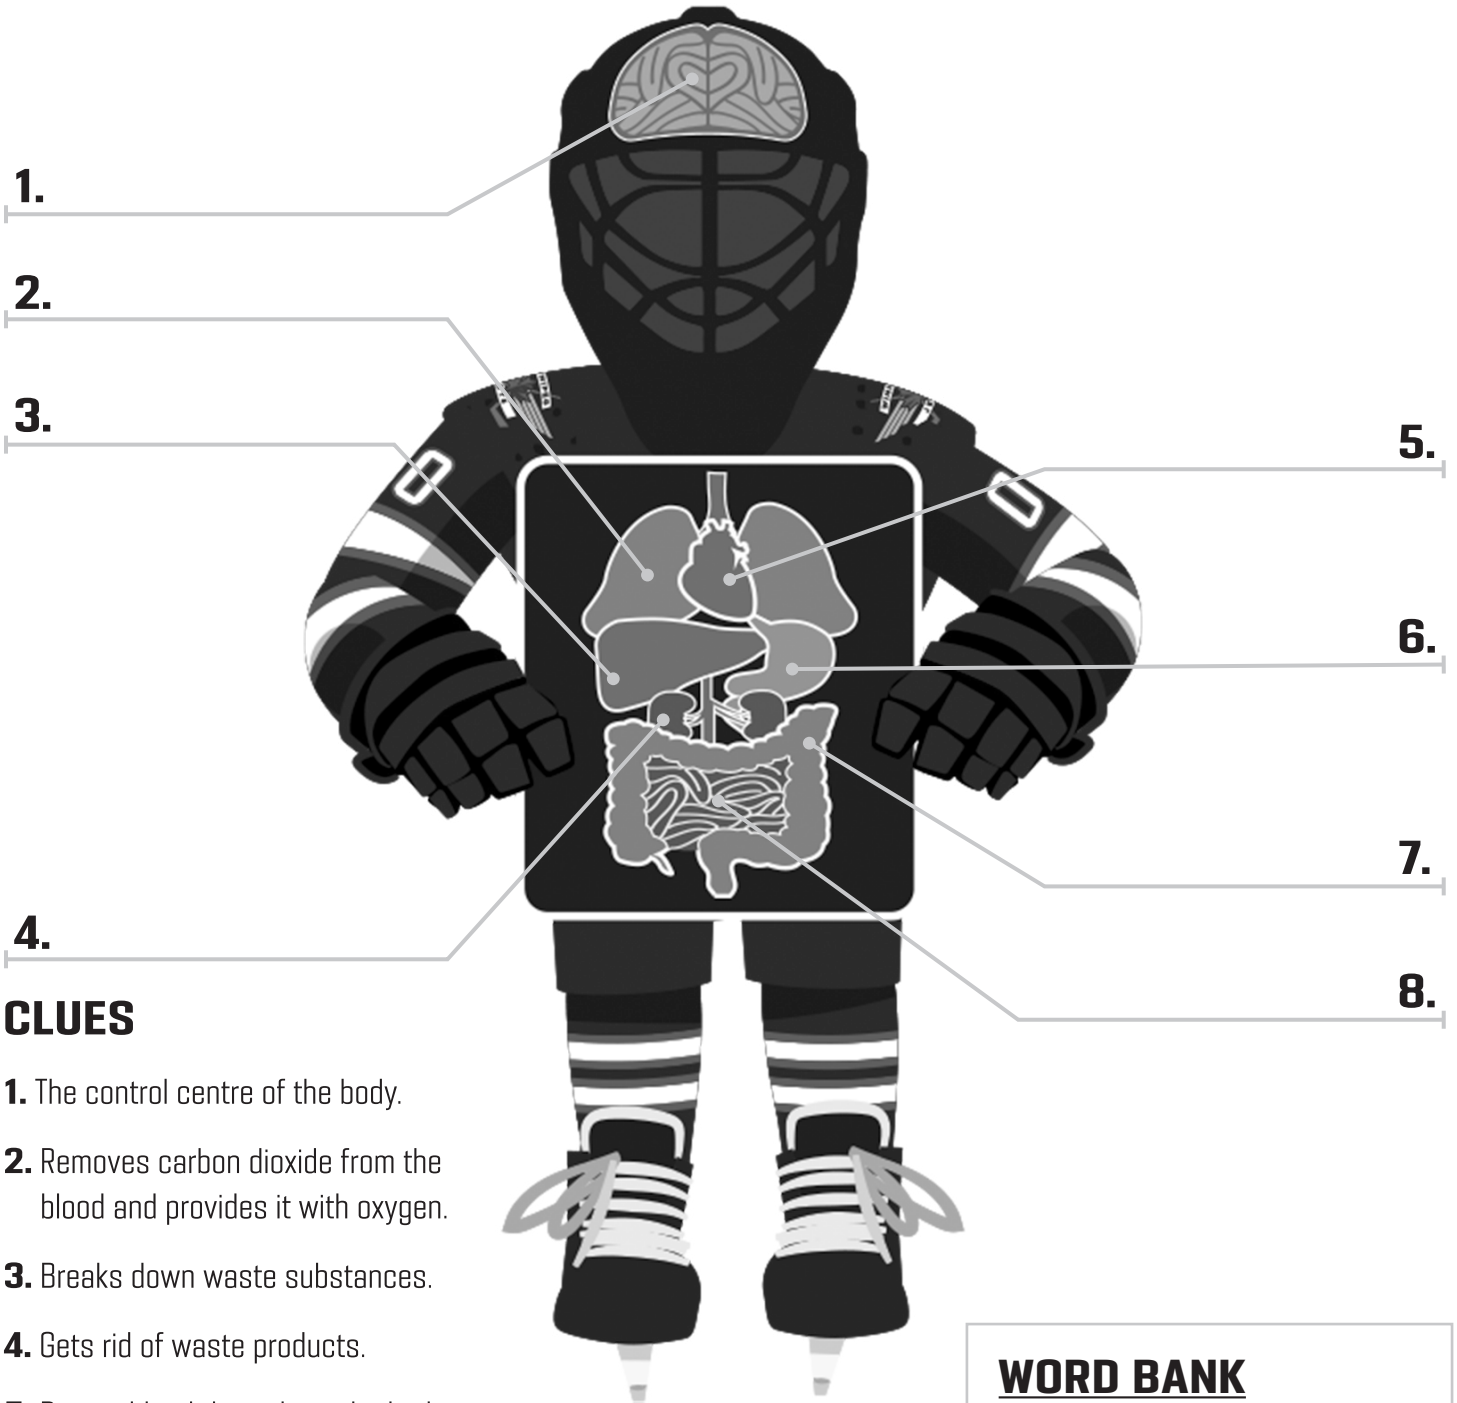 1.
2.
3.
5.
6.
7.
4.
8.
0
0
CLUES
1. The control centre of the body.
2. Removes carbon dioxide from the
blood and provides it with oxygen.
3. Breaks down waste substances.
4. Gets rid of waste products.
WORD BANK